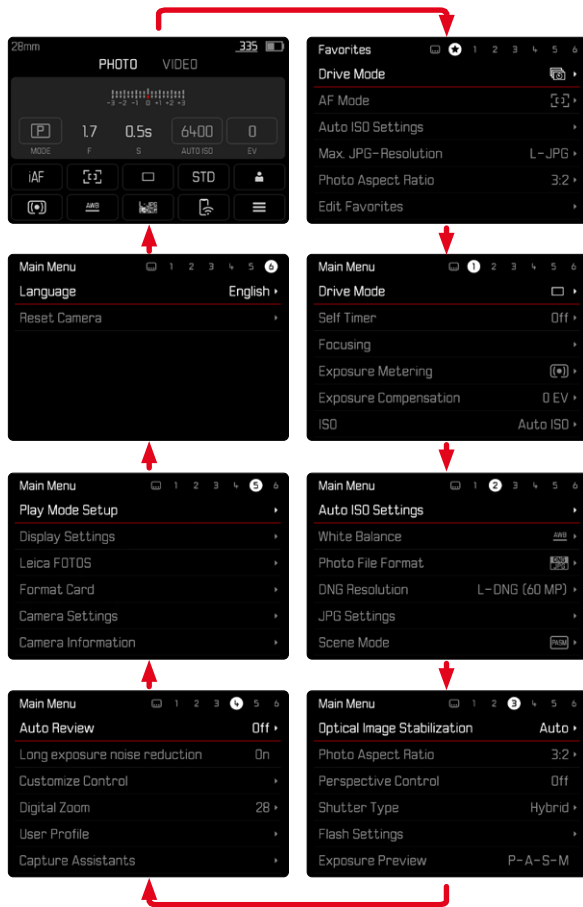 28mm 335
PHOTO VIDEO
-3 -2 -1 0 +1 +2 +3
P 1.7 0.5s 6400 0
MODE F S AUTO ISO EV
iAF STD
AWB L-JPG
Favorites 1 2 3 4 5 6
Drive Mode
AF Mode
Auto ISO Settings
Max. JPG-Resolution L-JPG
Photo Aspect Ratio 3:2
Edit Favorites
Main Menu 1 2 3 4 5 6
Language English
Reset Camera
Main Menu 1 2 3 4 5 6
Drive Mode
Self Timer Off
Focusing
Exposure Metering
Exposure Compensation 0 EV
ISO Auto ISO
Main Menu 1 2 3 4 5 6
Play Mode Setup
Display Settings
Leica FOTOS
Format Card
Camera Settings
Camera Information
Main Menu 1 2 3 4 5 6
Auto ISO Settings
White Balance AWB
Photo File Format DNG JPG
DNG Resolution L-DNG (60 MP)
JPG Settings
Scene Mode PASM
Main Menu 1 2 3 4 5 6
Auto Review Off
Long exposure noise reduction On
Customize Control
Digital Zoom 28
User Profile
Capture Assistants
Main Menu 1 2 3 4 5 6
Optical Image Stabilization Auto
Photo Aspect Ratio 3:2
Perspective Control Off
Shutter Type Hybrid
Flash Settings
Exposure Preview P-A-S-M